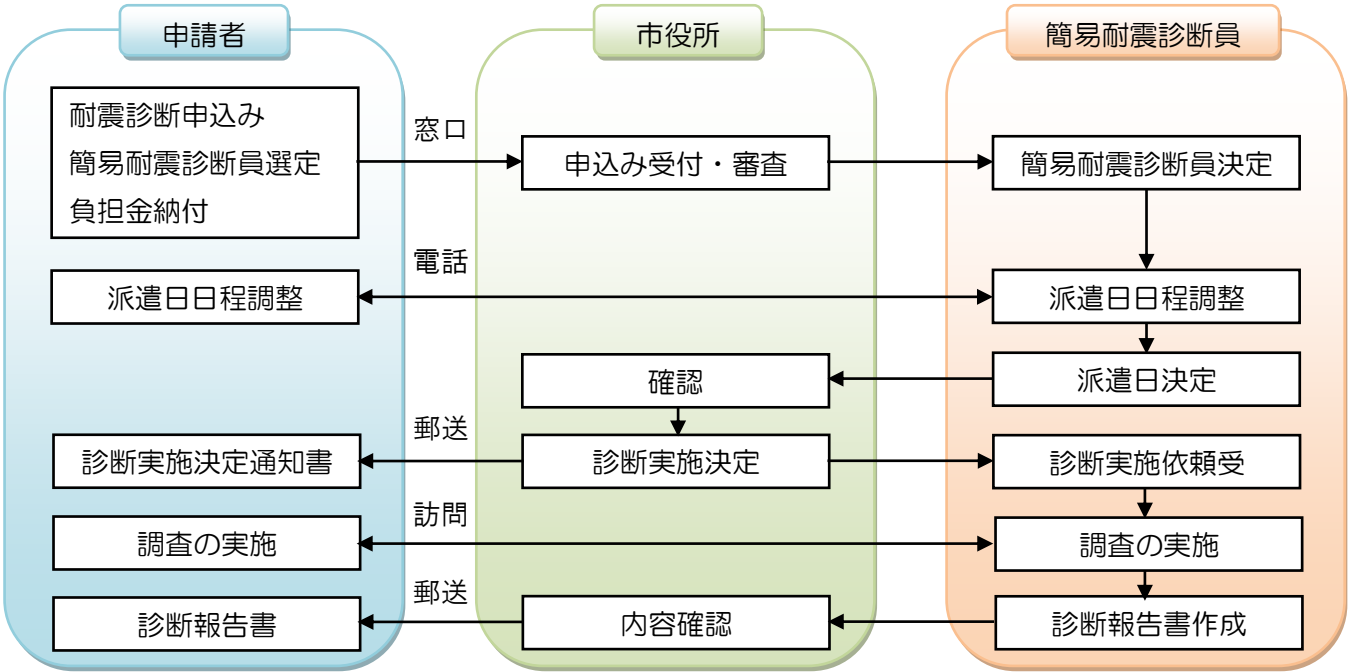 申請者
市役所
簡易耐震診断員
耐震診断申込み
簡易耐震診断員選定
負担金納付
窓口
申込み受付・審査
簡易耐震診断員決定
電話
派遣日日程調整
派遣日日程調整
確認
派遣日決定
郵送
診断実施決定通知書
診断実施決定
診断実施依頼受
訪問
調査の実施
調査の実施
郵送
診断報告書
内容確認
診断報告書作成